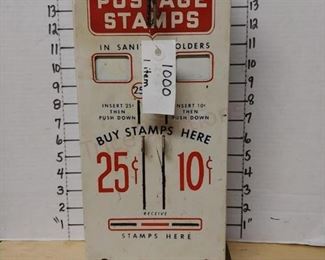 POSTAGE
STAMPS
IN SANI OLDERS
1000
1 item
25
INSERT 25¢ INSERT 10¢
THEN THEN
PUSH DOWN PUSH DOWN
BUY STAMPS HERE
25¢ 10¢
RECEIVE
STAMPS HERE
13"
12"
11"
10"
9"
8"
7"
6"
5"
4"
3"
2"
1"
13"
12"
11"
10"
9"
8"
7"
6"
5"
4"
3"
2"
1"